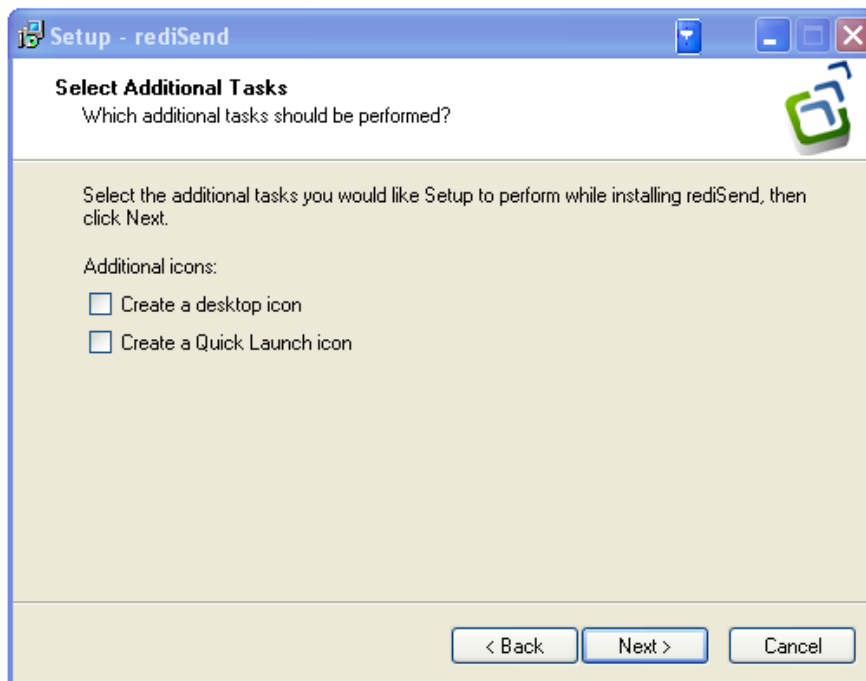 Setup - rediSend
Select Additional Tasks
Which additional tasks should be performed?
Select the additional tasks you would like Setup to perform while installing rediSend, then
click Next.
Additional icons:
Create a desktop icon
Create a Quick Launch icon
< Back
Next >
Cancel